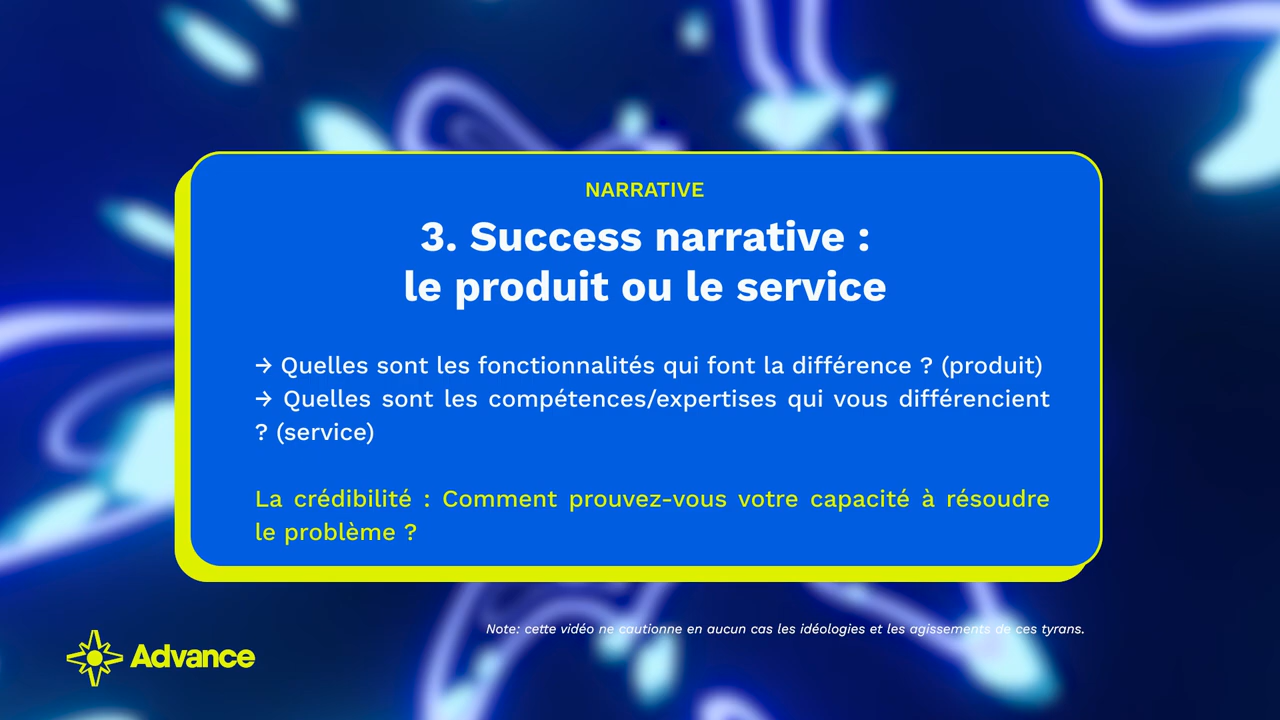 NARRATIVE
3. Success narrative :
le produit ou le service
→ Quelles sont les fonctionnalités qui font la différence ? (produit)
→ Quelles sont les compétences/expertises qui vous différencient
? (service)
La crédibilité : Comment prouvez-vous votre capacité à résoudre
le problème ?
Note: cette vidéo ne cautionne en aucun cas les idéologies et les agissements de ces tyrans.
Advance